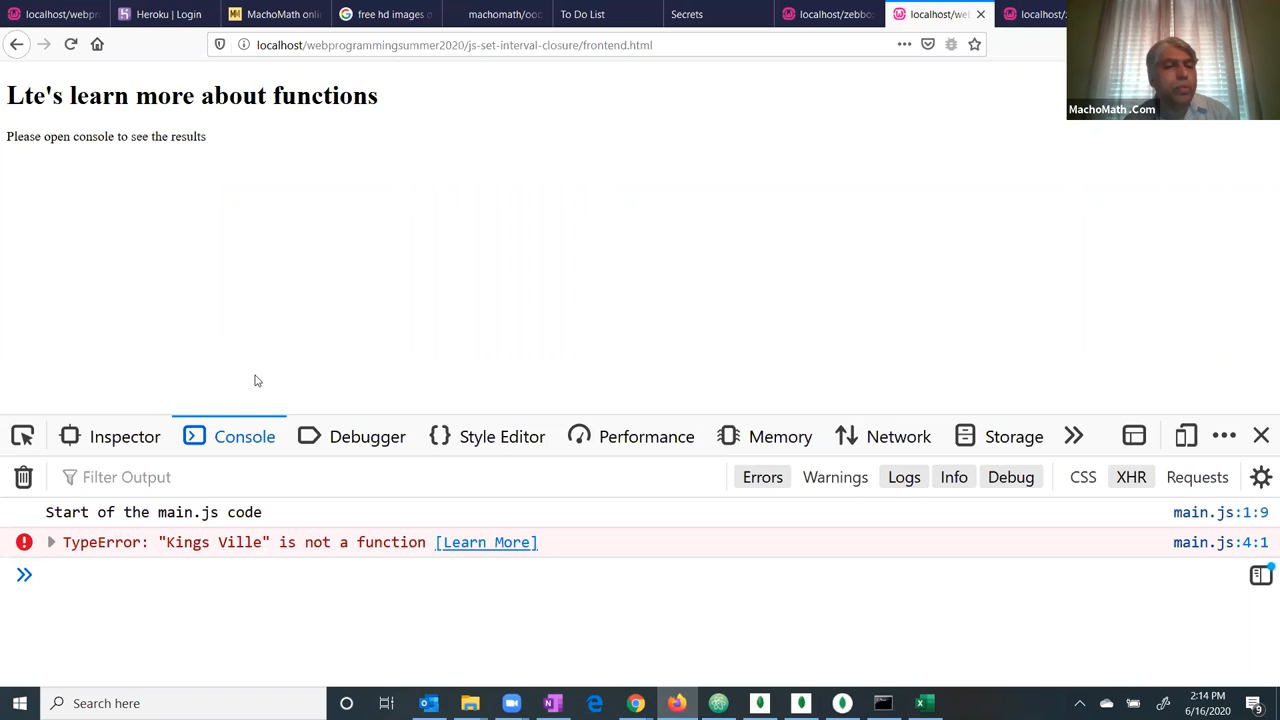 localhost/webpro
Heroku | Login
MachoMath onli
free hd images o
machomath/oop
To Do List
Secrets
localhost/zebbo
localhost/we
localhost/
localhost/webprogrammingsummer2020/js-set-interval-closure/frontend.html
MachoMath .Com
Lte's learn more about functions
Please open console to see the results
Inspector
Console
Debugger
Style Editor
Performance
Memory
Network
Storage
Filter Output
Errors
Warnings
Logs
Info
Debug
CSS
XHR
Requests
Start of the main.js code
main.js:1:9
TypeError: "Kings Ville" is not a function [Learn More]
main.js:4:1
Search here
2:14 PM
6/16/2020
9